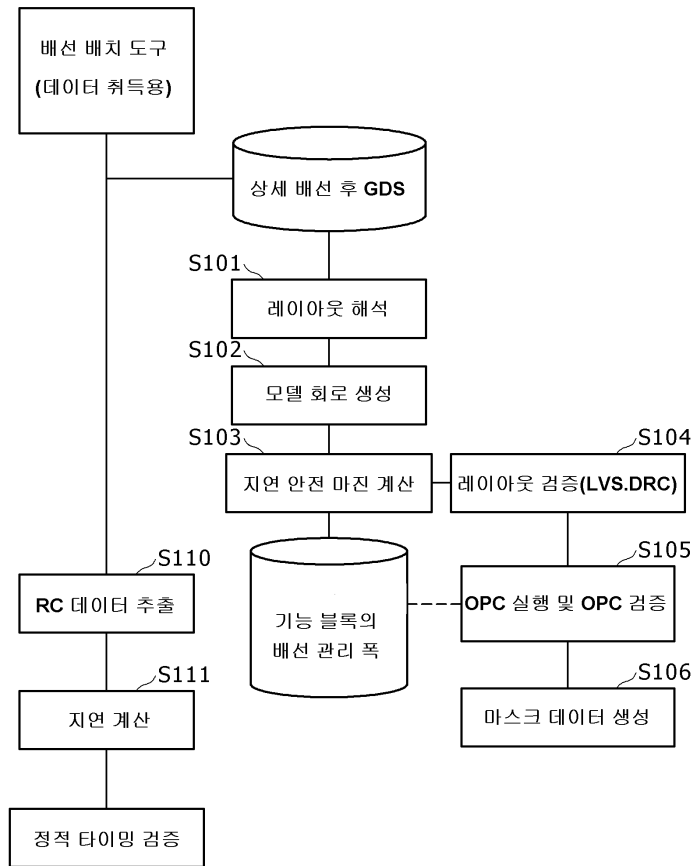 배선 배치 도구
(데이터 취득용)
상세 배선 후 GDS
S101
레이아웃 해석
S102
모델 회로 생성
S103
지연 안전 마진 계산
S104
레이아웃 검증(LVS.DRC)
기능 블록의
배선 관리 폭
S105
OPC 실행 및 OPC 검증
S106
마스크 데이터 생성
S110
RC 데이터 추출
S111
지연 계산
정적 타이밍 검증